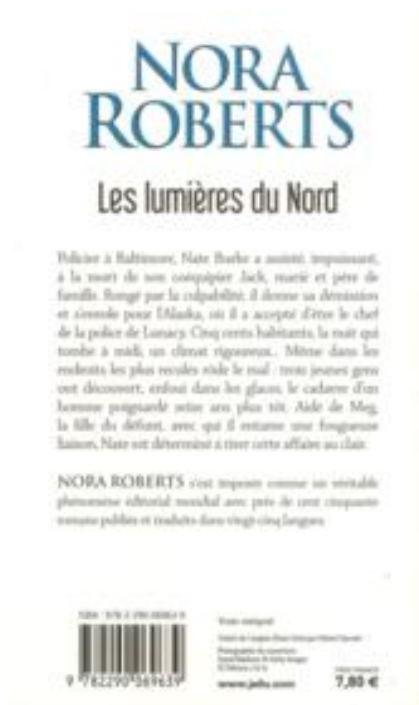 NORA
ROBERTS
Les lumières du Nord
Policier à Baltimore, Nate Burke a assisté, impuissant,
à la mort de son coéquipier Jack, marié et père de
famille. Rongé par la culpabilité, il donne sa démission
et s'envole pour l'Alaska, où il a accepté d'être le chef
de la police de Lunacy. Cinq cents habitants, la nuit qui
tombe à midi, un climat rigoureux... Même dans les
endroits les plus reculés rôde le mal : trois jeunes gens
ont découvert, enfoui dans les glaces, le cadavre d'un
homme poignardé seize ans plus tôt. Aidé de Meg,
la fille du défunt, avec qui il entame une fougueuse
liaison, Nate est déterminé à tirer cette affaire au clair.
NORA ROBERTS s'est imposée comme un véritable
phénomène éditorial mondial avec près de cent cinquante
romans publiés et traduits dans vingt-cinq langues.
Texte intégral
www.jailu.com
7,80 €
9 782290 069639